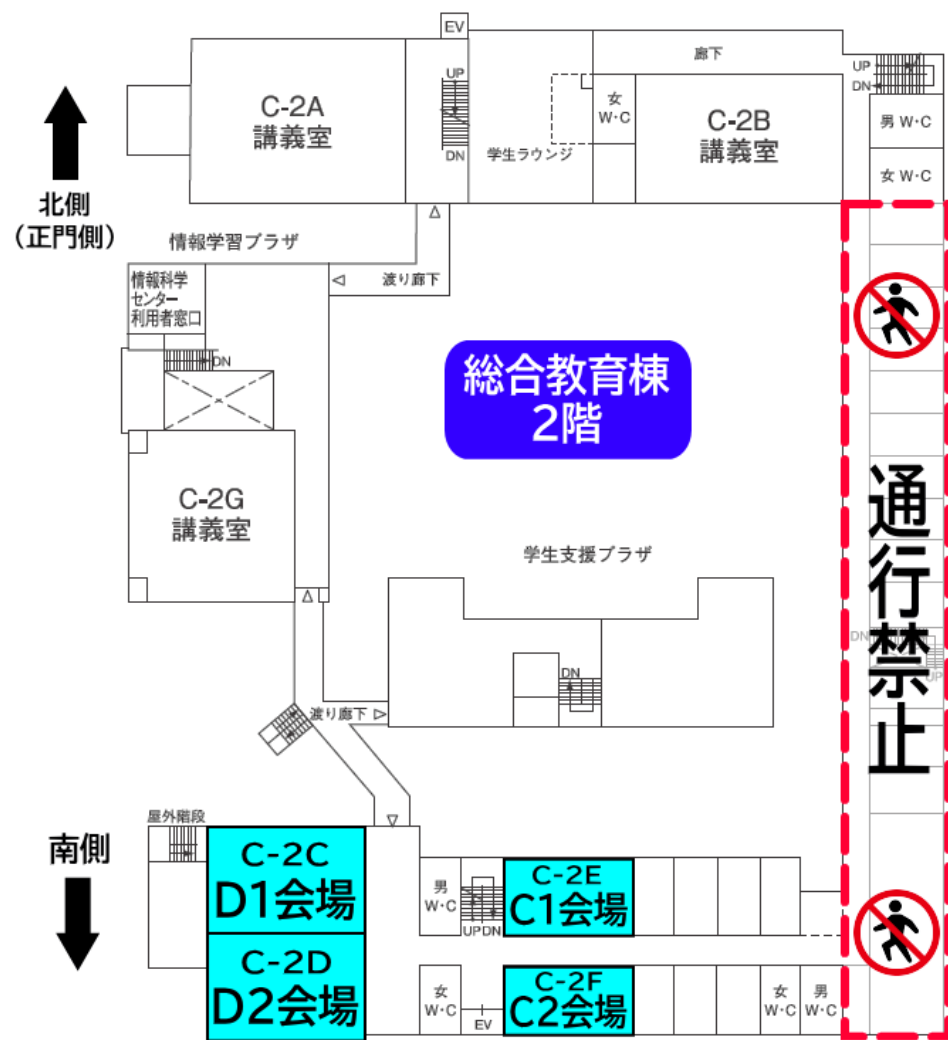 EV
廊下
UP
DN
C-2A
講義室
UP
DN
学生ラウンジ
女
W・C
C-2B
講義室
男 W・C
女 W・C
北側
(正門側)
情報学習プラザ
渡り廊下
情報科学
センター
利用者窓口
DN
総合教育棟
2階
C-2G
講義室
通行禁止
学生支援プラザ
DN
UP
DN
渡り廊下
屋外階段
南側
C-2C
D1会場
C-2D
D2会場
男
W・C
UP
DN
C-2E
C1会場
女
W・C
EV
C-2F
C2会場
女
W・C
男
W・C